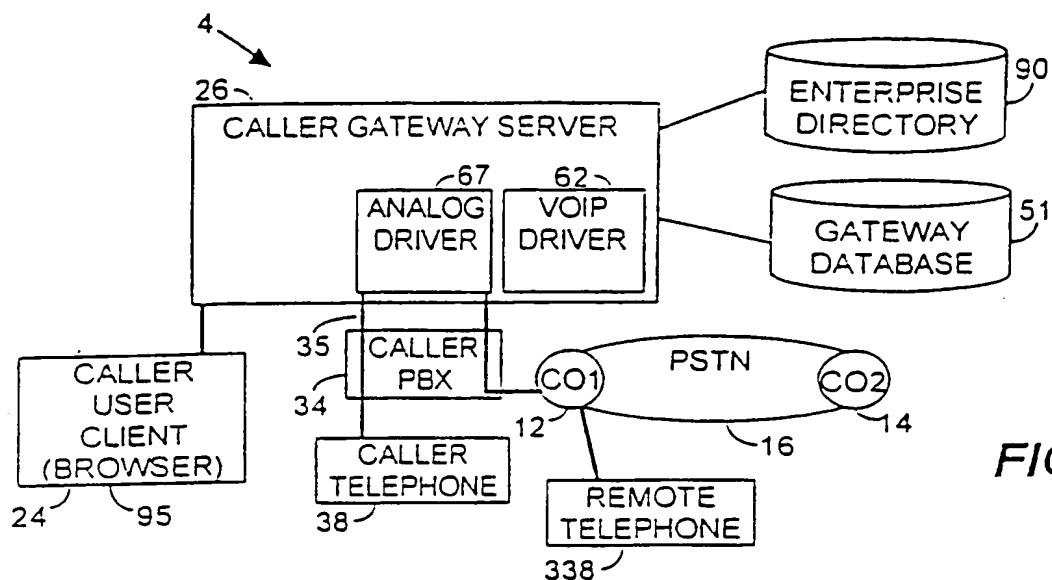 4
26
CALLER GATEWAY SERVER
67
ANALOG
DRIVER
62
VOIP
DRIVER
ENTERPRISE
DIRECTORY
90
GATEWAY
DATABASE
51
35
CALLER
PBX
34
CALLER
USER
CLIENT
(BROWSER)
24
95
CALLER
TELEPHONE
38
CO1
12
PSTN
16
CO2
14
REMOTE
TELEPHONE
338